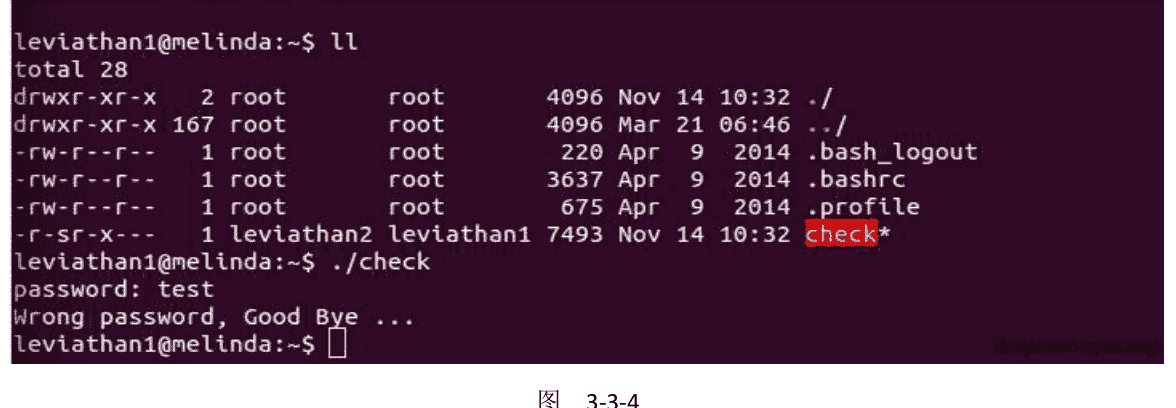 leviathan1@melinda:~$ ll
total 28
drwxr-xr-x 2 root root 4096 Nov 14 10:32 ./
drwxr-xr-x 167 root root 4096 Mar 21 06:46 ../
-rw-r--r-- 1 root root 220 Apr 9 2014 .bash_logout
-rw-r--r-- 1 root root 3637 Apr 9 2014 .bashrc
-rw-r--r-- 1 root root 675 Apr 9 2014 .profile
-r-sr-x--- 1 leviathan2 leviathan1 7493 Nov 14 10:32 check*
leviathan1@melinda:~$ ./check
password: test
Wrong password, Good Bye ...
leviathan1@melinda:~$
图 3-3-4